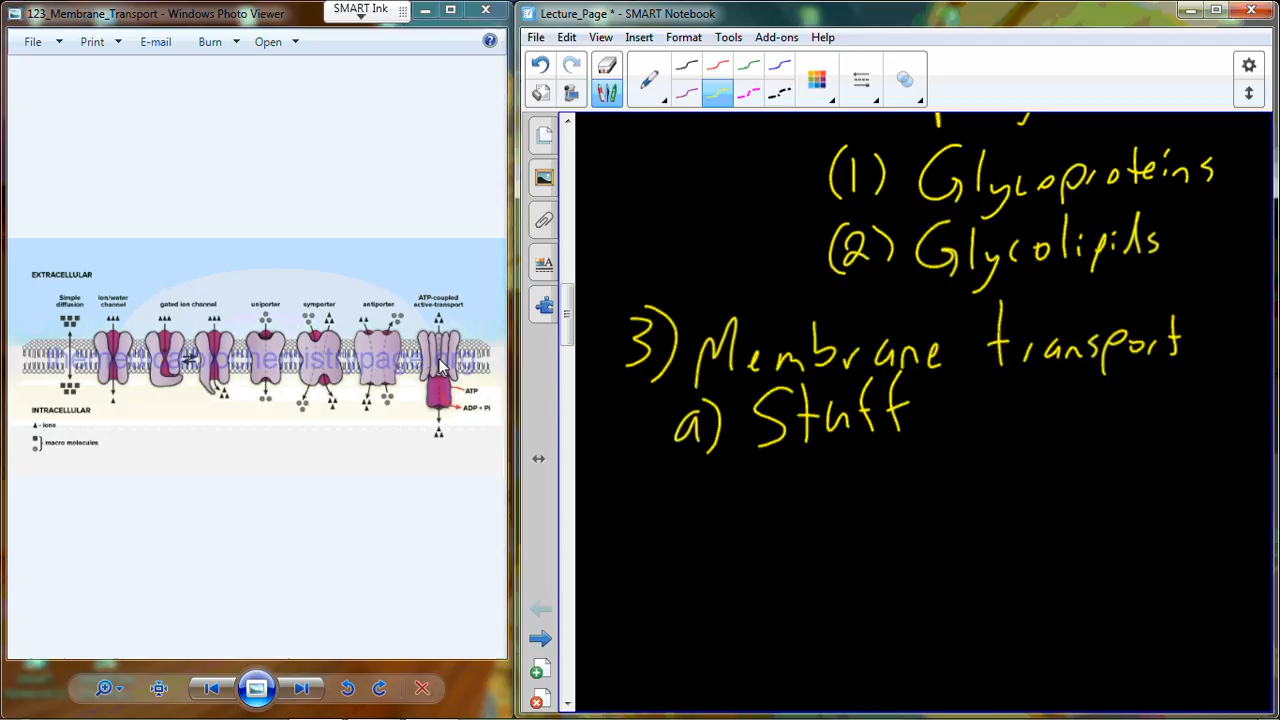 123_Membrane_Transport - Windows Photo Viewer
SMART Ink
File Print E-mail Burn Open
EXTRACELLULAR
Simple diffusion
ion/water channel
gated ion channel
uniporter
symporter
antiporter
ATP-coupled active-transport
themedicalbiochemistrypage.org
ATP
ADP + Pi
INTRACELLULAR
- ions
macro molecules
Lecture_Page * - SMART Notebook
File Edit View Insert Format Tools Add-ons Help
(1) Glycoproteins
(2) Glycolipids
3) Membrane transport
a) Stuff